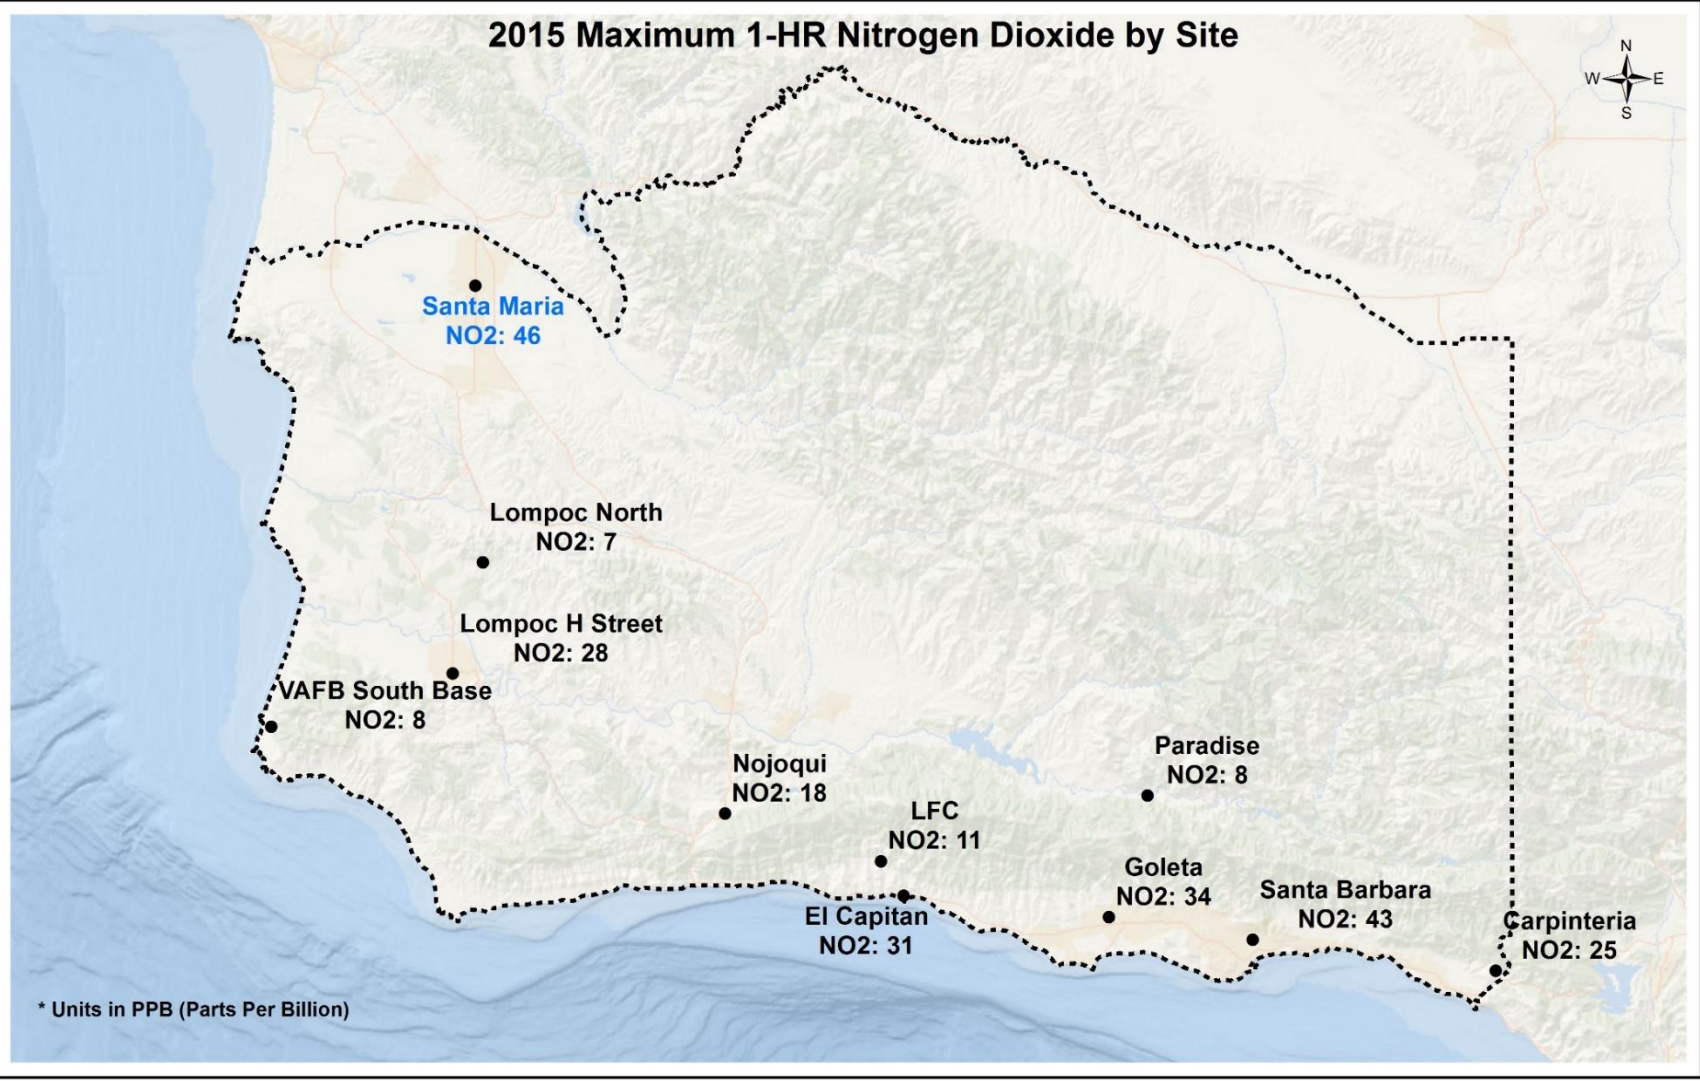 2015 Maximum 1-HR Nitrogen Dioxide by Site
N
W E
S
Santa Maria
NO2: 46
Lompoc North
NO2: 7
Lompoc H Street
NO2: 28
VAFB South Base
NO2: 8
Nojoqui
NO2: 18
Paradise
NO2: 8
LFC
NO2: 11
Goleta
NO2: 34
Santa Barbara
NO2: 43
El Capitan
NO2: 31
Carpinteria
NO2: 25
* Units in PPB (Parts Per Billion)